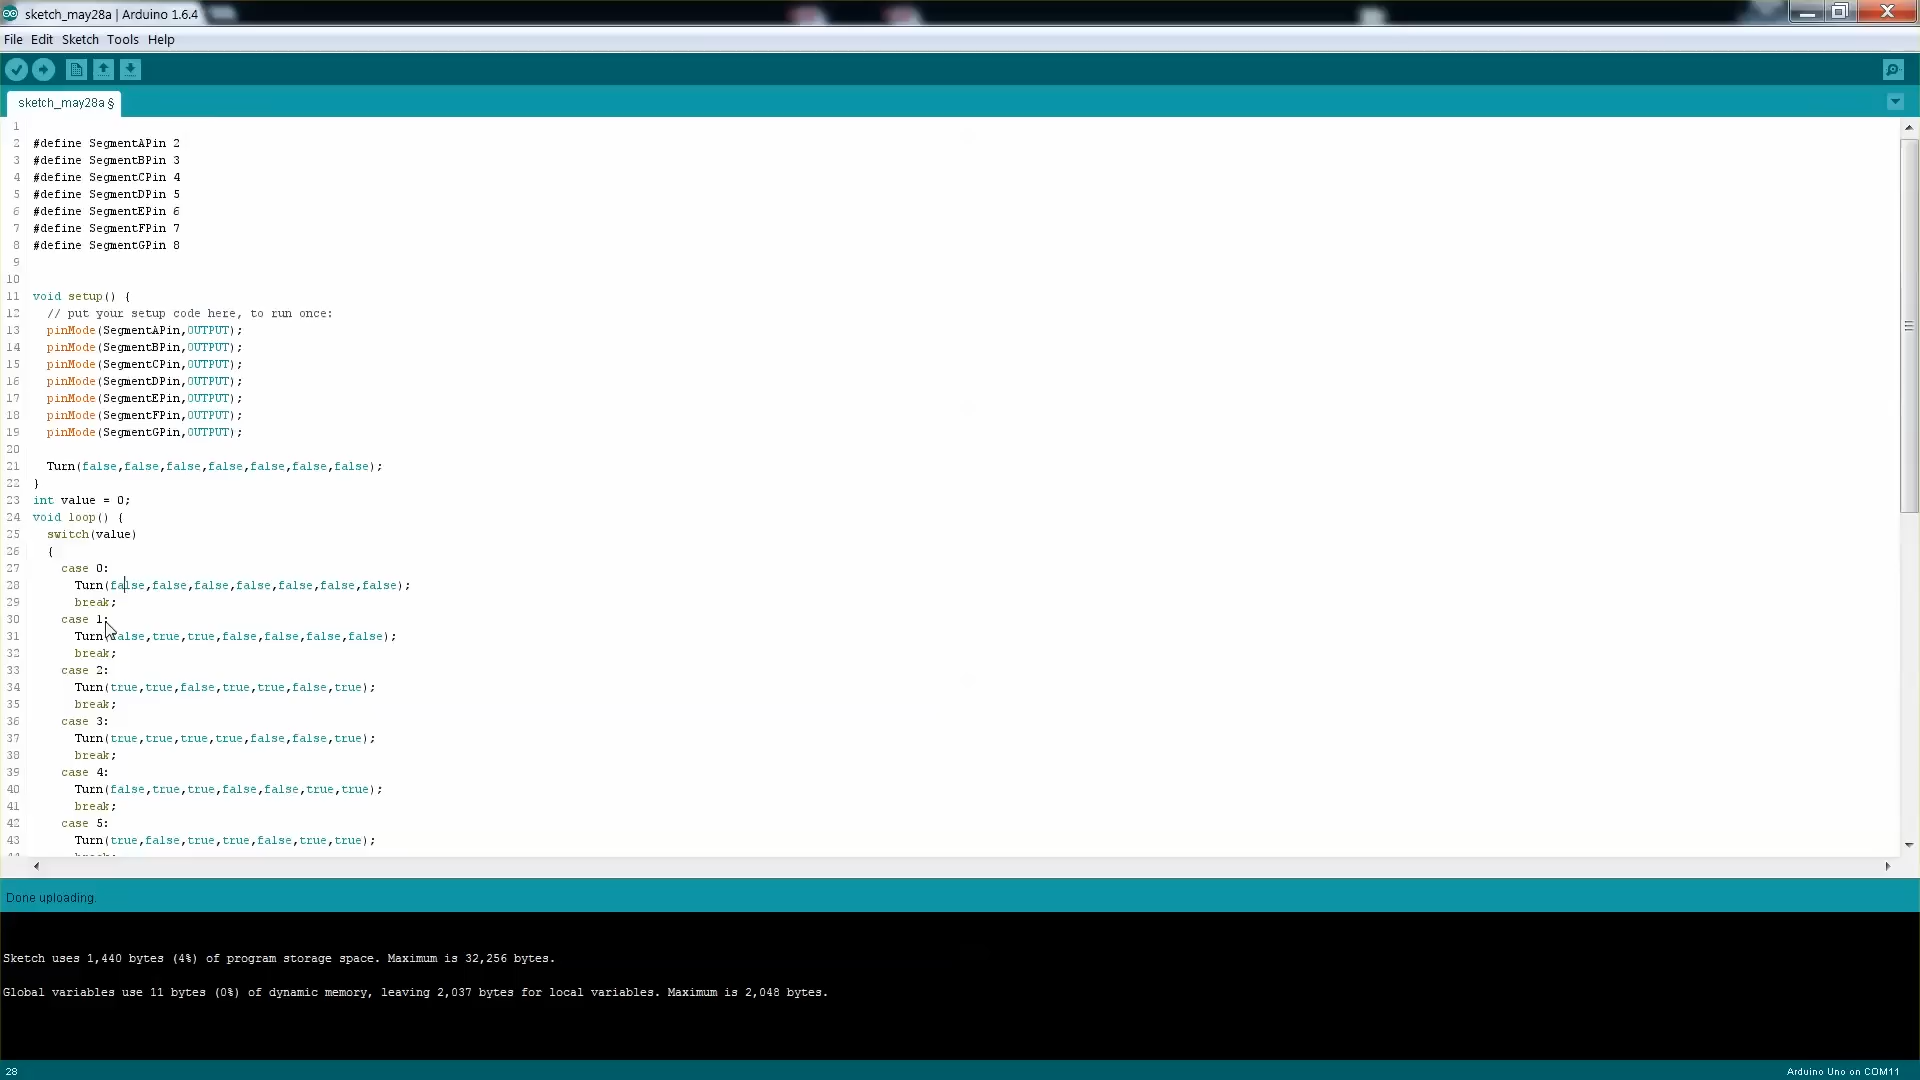 sketch_may28a | Arduino 1.6.4
File Edit Sketch Tools Help
sketch_may28a §
1
2 #define SegmentAPin 2
3 #define SegmentBPin 3
4 #define SegmentCPin 4
5 #define SegmentDPin 5
6 #define SegmentEPin 6
7 #define SegmentFPin 7
8 #define SegmentGPin 8
9
10
11 void setup() {
12 // put your setup code here, to run once:
13 pinMode(SegmentAPin,OUTPUT);
14 pinMode(SegmentBPin,OUTPUT);
15 pinMode(SegmentCPin,OUTPUT);
16 pinMode(SegmentDPin,OUTPUT);
17 pinMode(SegmentEPin,OUTPUT);
18 pinMode(SegmentFPin,OUTPUT);
19 pinMode(SegmentGPin,OUTPUT);
20
21 Turn(false,false,false,false,false,false,false);
22 }
23 int value = 0;
24 void loop() {
25 switch(value)
26 {
27 case 0:
28 Turn(false,false,false,false,false,false,false);
29 break;
30 case 1:
31 Turn(false,true,true,false,false,false,false);
32 break;
33 case 2:
34 Turn(true,true,false,true,true,false,true);
35 break;
36 case 3:
37 Turn(true,true,true,true,false,false,true);
38 break;
39 case 4:
40 Turn(false,true,true,false,false,true,true);
41 break;
42 case 5:
43 Turn(true,false,true,true,false,true,true);
Done uploading.
Sketch uses 1,440 bytes (4%) of program storage space. Maximum is 32,256 bytes.
Global variables use 11 bytes (0%) of dynamic memory, leaving 2,037 bytes for local variables. Maximum is 2,048 bytes.
28
Arduino Uno on COM11